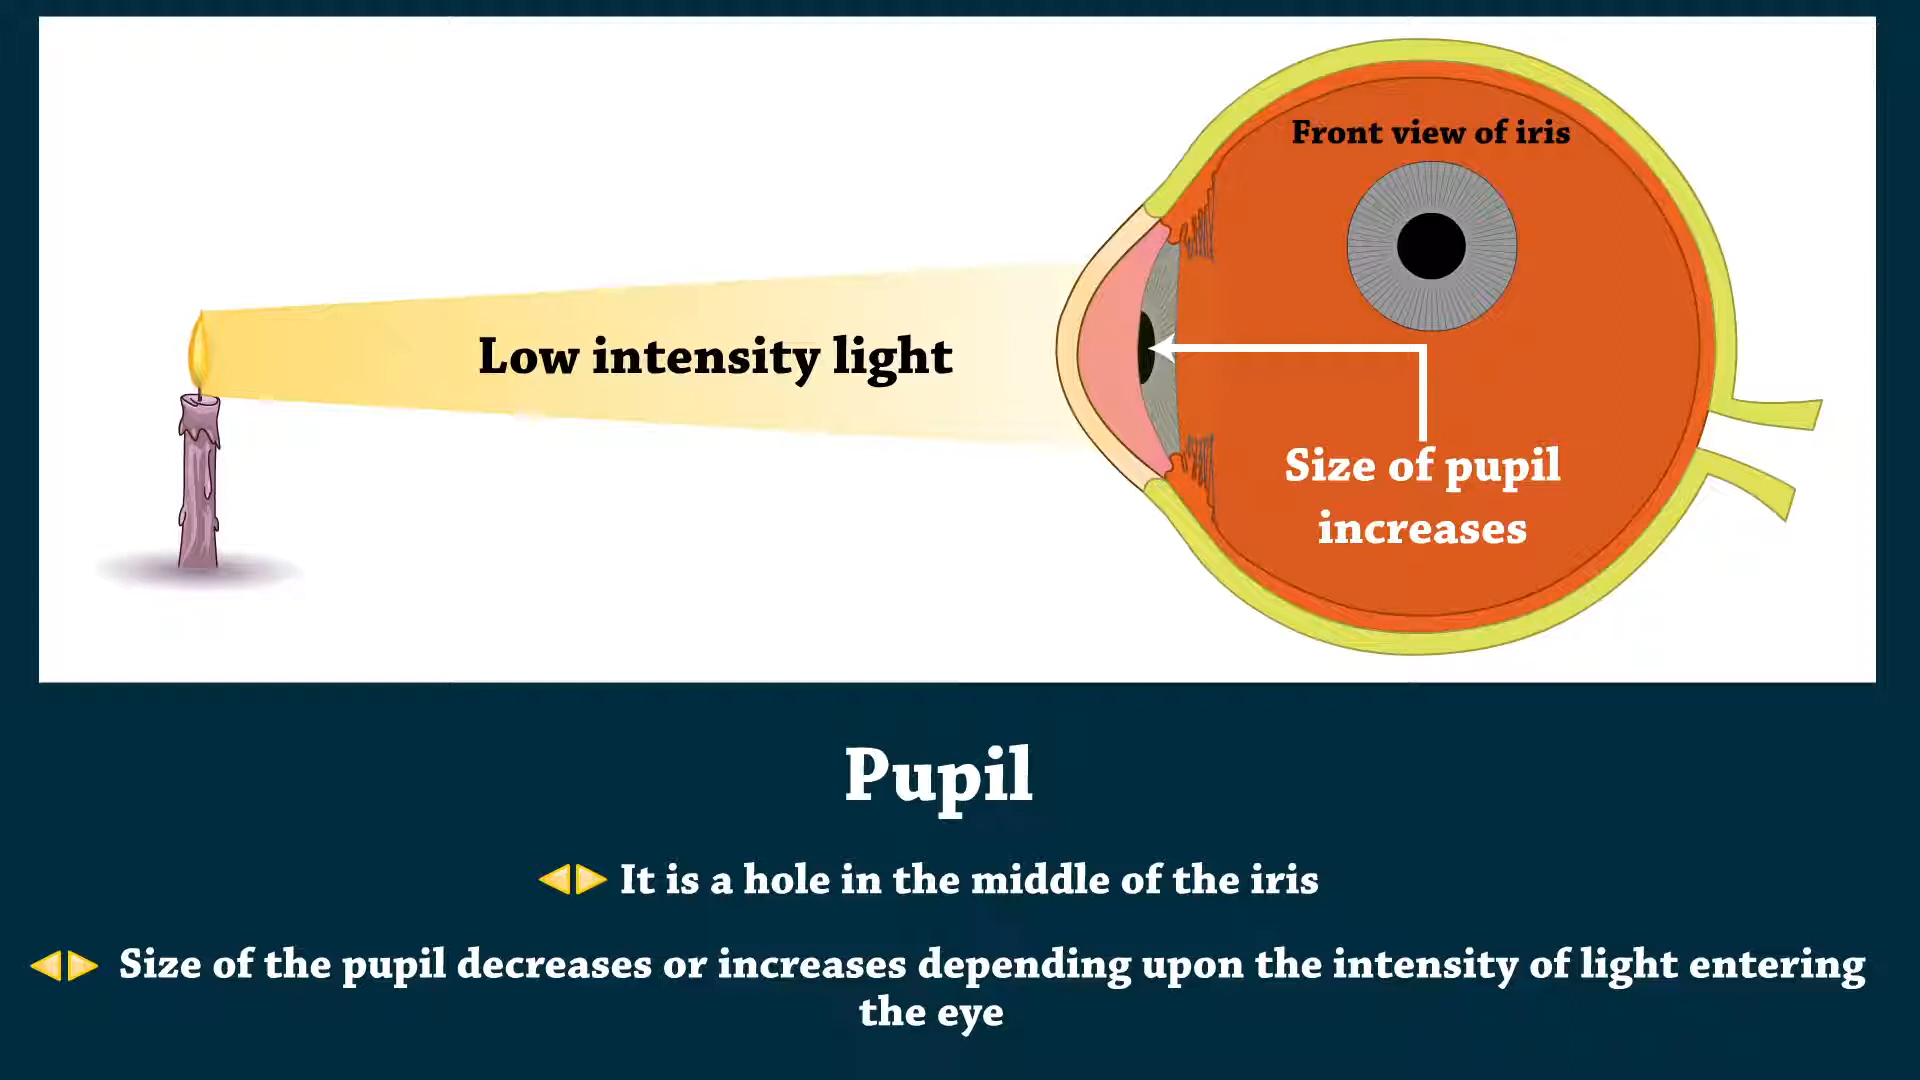 Front view of iris
Low intensity light
Size of pupil
increases
Pupil
It is a hole in the middle of the iris
Size of the pupil decreases or increases depending upon the intensity of light entering
the eye